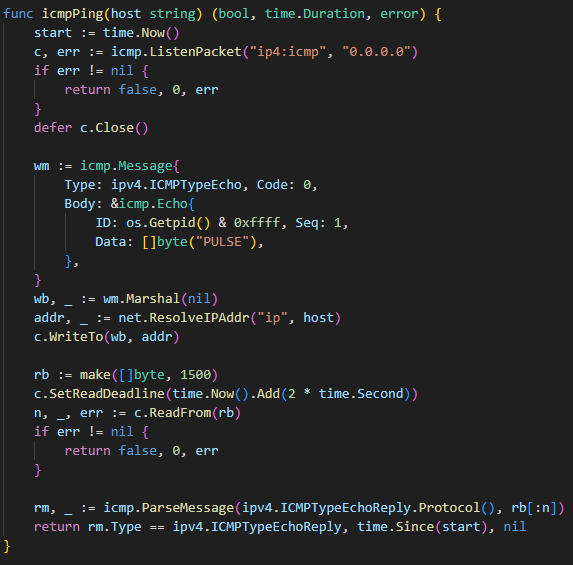 func icmpPing(host string) (bool, time.Duration, error) {
    start := time.Now()
    c, err := icmp.ListenPacket("ip4:icmp", "0.0.0.0")
    if err != nil {
        return false, 0, err
    }
    defer c.Close()

    wm := icmp.Message{
        Type: ipv4.ICMPTypeEcho, Code: 0,
        Body: &icmp.Echo{
            ID: os.Getpid() & 0xffff, Seq: 1,
            Data: []byte("PULSE"),
        },
    }
    wb, _ := wm.Marshal(nil)
    addr, _ := net.ResolveIPAddr("ip", host)
    c.WriteTo(wb, addr)

    rb := make([]byte, 1500)
    c.SetReadDeadline(time.Now().Add(2 * time.Second))
    n, _, err := c.ReadFrom(rb)
    if err != nil {
        return false, 0, err
    }

    rm, _ := icmp.ParseMessage(ipv4.ICMPTypeEchoReply.Protocol(), rb[:n])
    return rm.Type == ipv4.ICMPTypeEchoReply, time.Since(start), nil
}